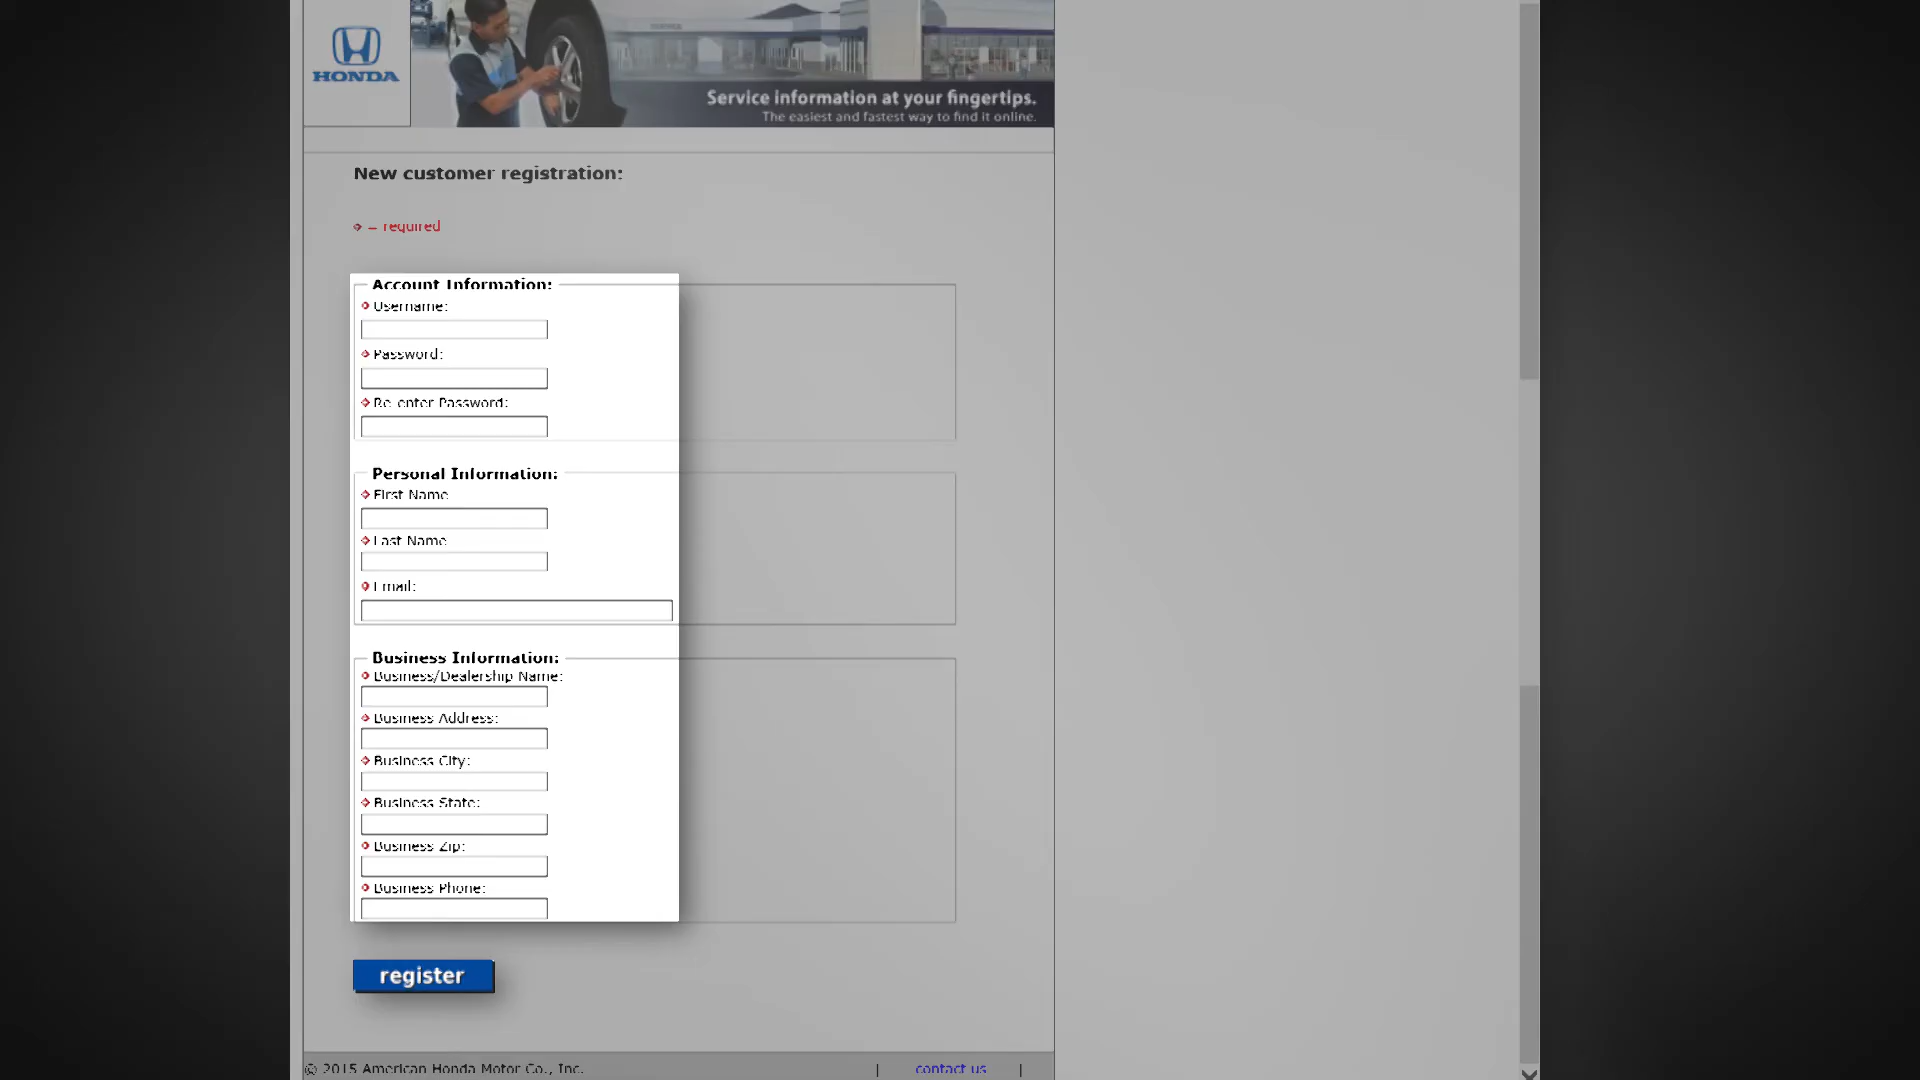 HONDA
Service information at your fingertips.
The easiest and fastest way to find it online.
New customer registration:
= required
Account Information:
Username:
Password:
Re-enter Password:
Personal Information:
First Name
Last Name
Email:
Business Information:
Business/Dealership Name:
Business Address:
Business City:
Business State:
Business Zip:
Business Phone:
register
© 2015 American Honda Motor Co., Inc. | contact us |